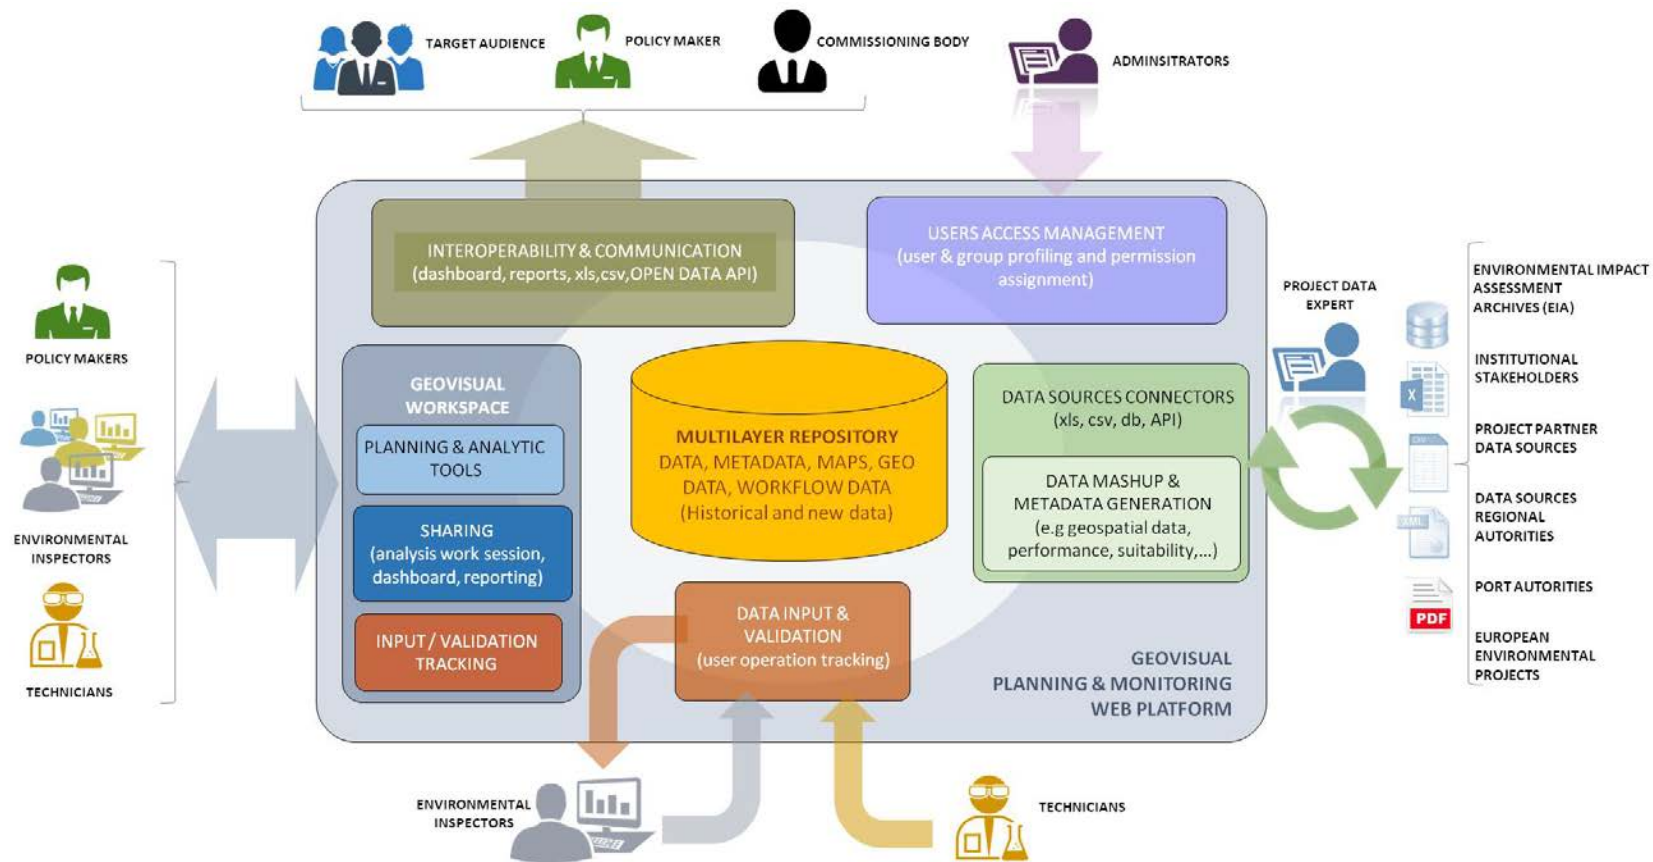 TARGET AUDIENCE
POLICY MAKER
COMMISSIONING BODY
ADMINSITRATORS
INTEROPERABILITY & COMMUNICATION
(dashboard, reports, xls,csv,OPEN DATA API)
USERS ACCESS MANAGEMENT
(user & group profiling and permission
assignment)
POLICY MAKERS
ENVIRONMENTAL
INSPECTORS
TECHNICIANS
GEOVISUAL
WORKSPACE
PLANNING & ANALYTIC
TOOLS
SHARING
(analysis work session,
dashboard, reporting)
INPUT / VALIDATION
TRACKING
MULTILAYER REPOSITORY
DATA, METADATA, MAPS, GEO
DATA, WORKFLOW DATA
(Historical and new data)
DATA INPUT &
VALIDATION
(user operation tracking)
DATA SOURCES CONNECTORS
(xls, csv, db, API)
DATA MASHUP &
METADATA GENERATION
(e.g geospatial data,
performance, suitability,...)
GEOVISUAL
PLANNING & MONITORING
WEB PLATFORM
PROJECT DATA
EXPERT
X
CSV
XML
PDF
ENVIRONMENTAL IMPACT
ASSESSMENT
ARCHIVES (EIA)
INSTITUTIONAL
STAKEHOLDERS
PROJECT PARTNER
DATA SOURCES
DATA SOURCES
REGIONAL
AUTORITIES
PORT AUTORITIES
EUROPEAN
ENVIRONMENTAL
PROJECTS
ENVIRONMENTAL
INSPECTORS
TECHNICIANS